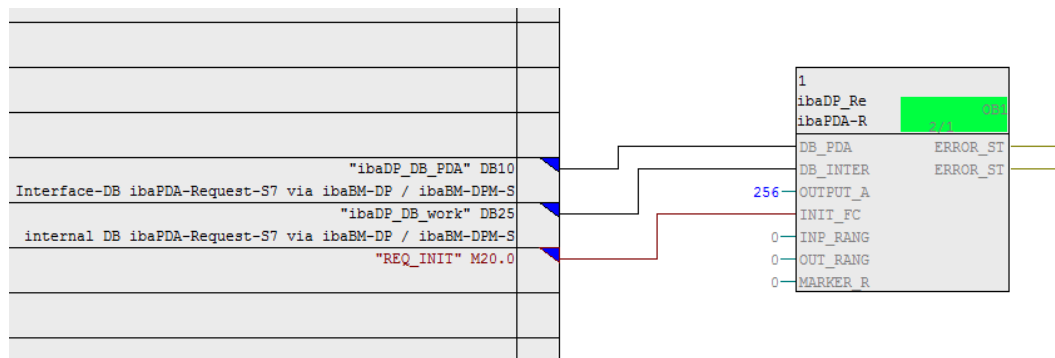 "ibaDP_DB_PDA" DB10
Interface-DB ibaPDA-Request-S7 via ibaBM-DP / ibaBM-DPM-S
"ibaDP_DB_work" DB25
internal DB ibaPDA-Request-S7 via ibaBM-DP / ibaBM-DPM-S
"REQ_INIT" M20.0
1
ibaDP_Re
ibaPDA-R
OB1
2/1
DB_PDA ERROR_ST
DB_INTER ERROR_ST
256 OUTPUT_A
INIT_FC
0 INP_RANG
0 OUT_RANG
0 MARKER_R